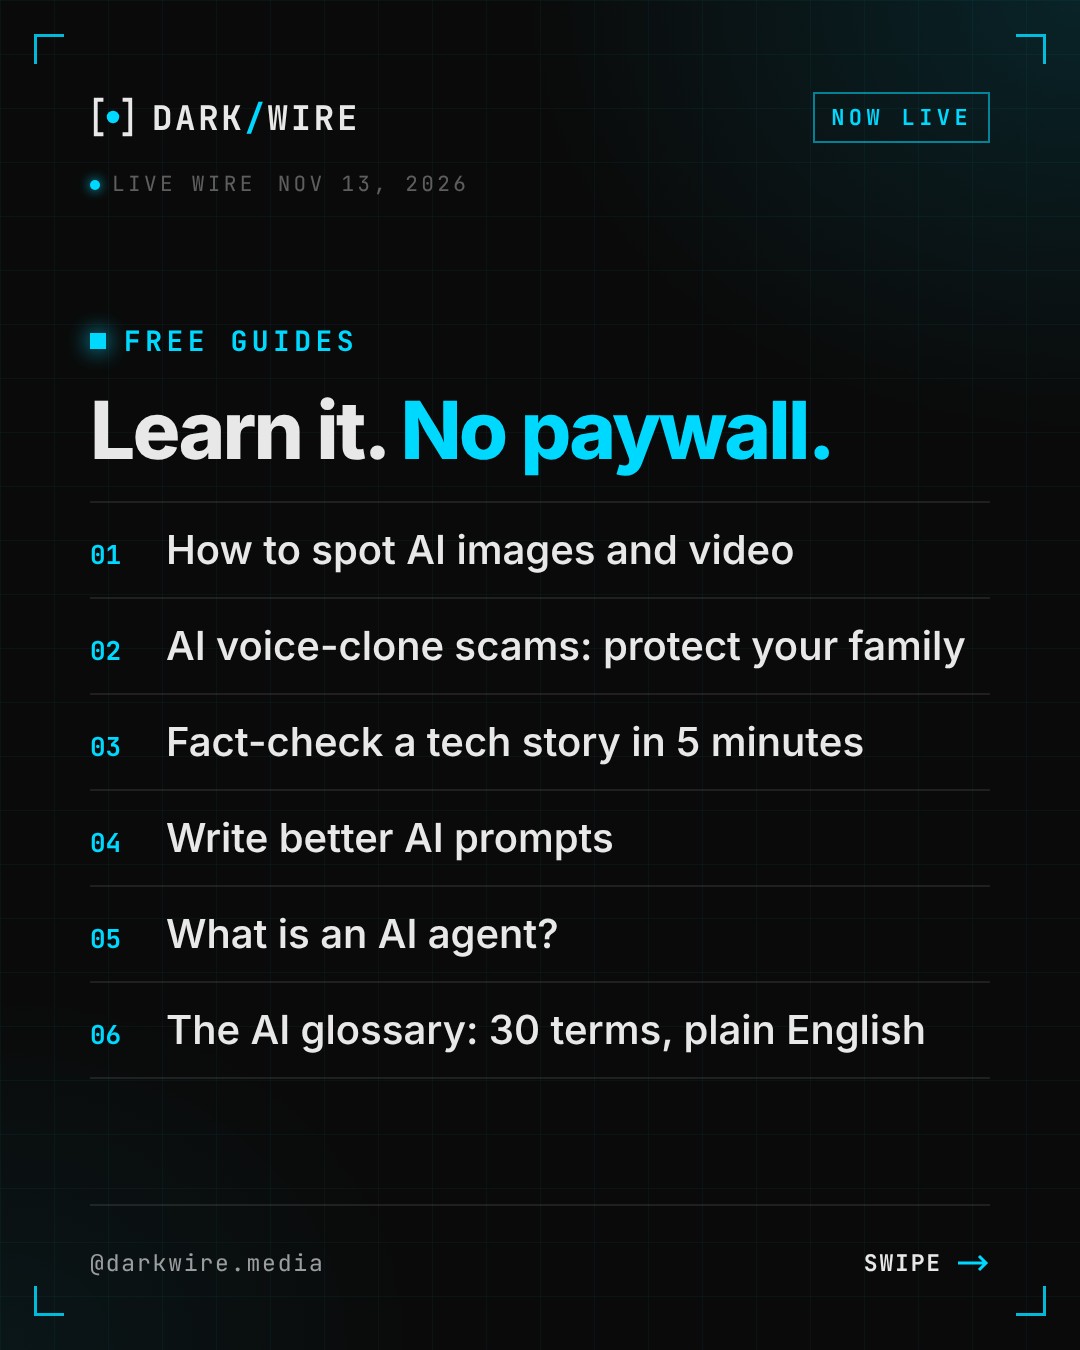 [•] DARK/WIRE
NOW LIVE
LIVE WIRE NOV 13, 2026
FREE GUIDES
Learn it. No paywall.
01 How to spot AI images and video
02 AI voice-clone scams: protect your family
03 Fact-check a tech story in 5 minutes
04 Write better AI prompts
05 What is an AI agent?
06 The AI glossary: 30 terms, plain English
@darkwire.media
SWIPE →